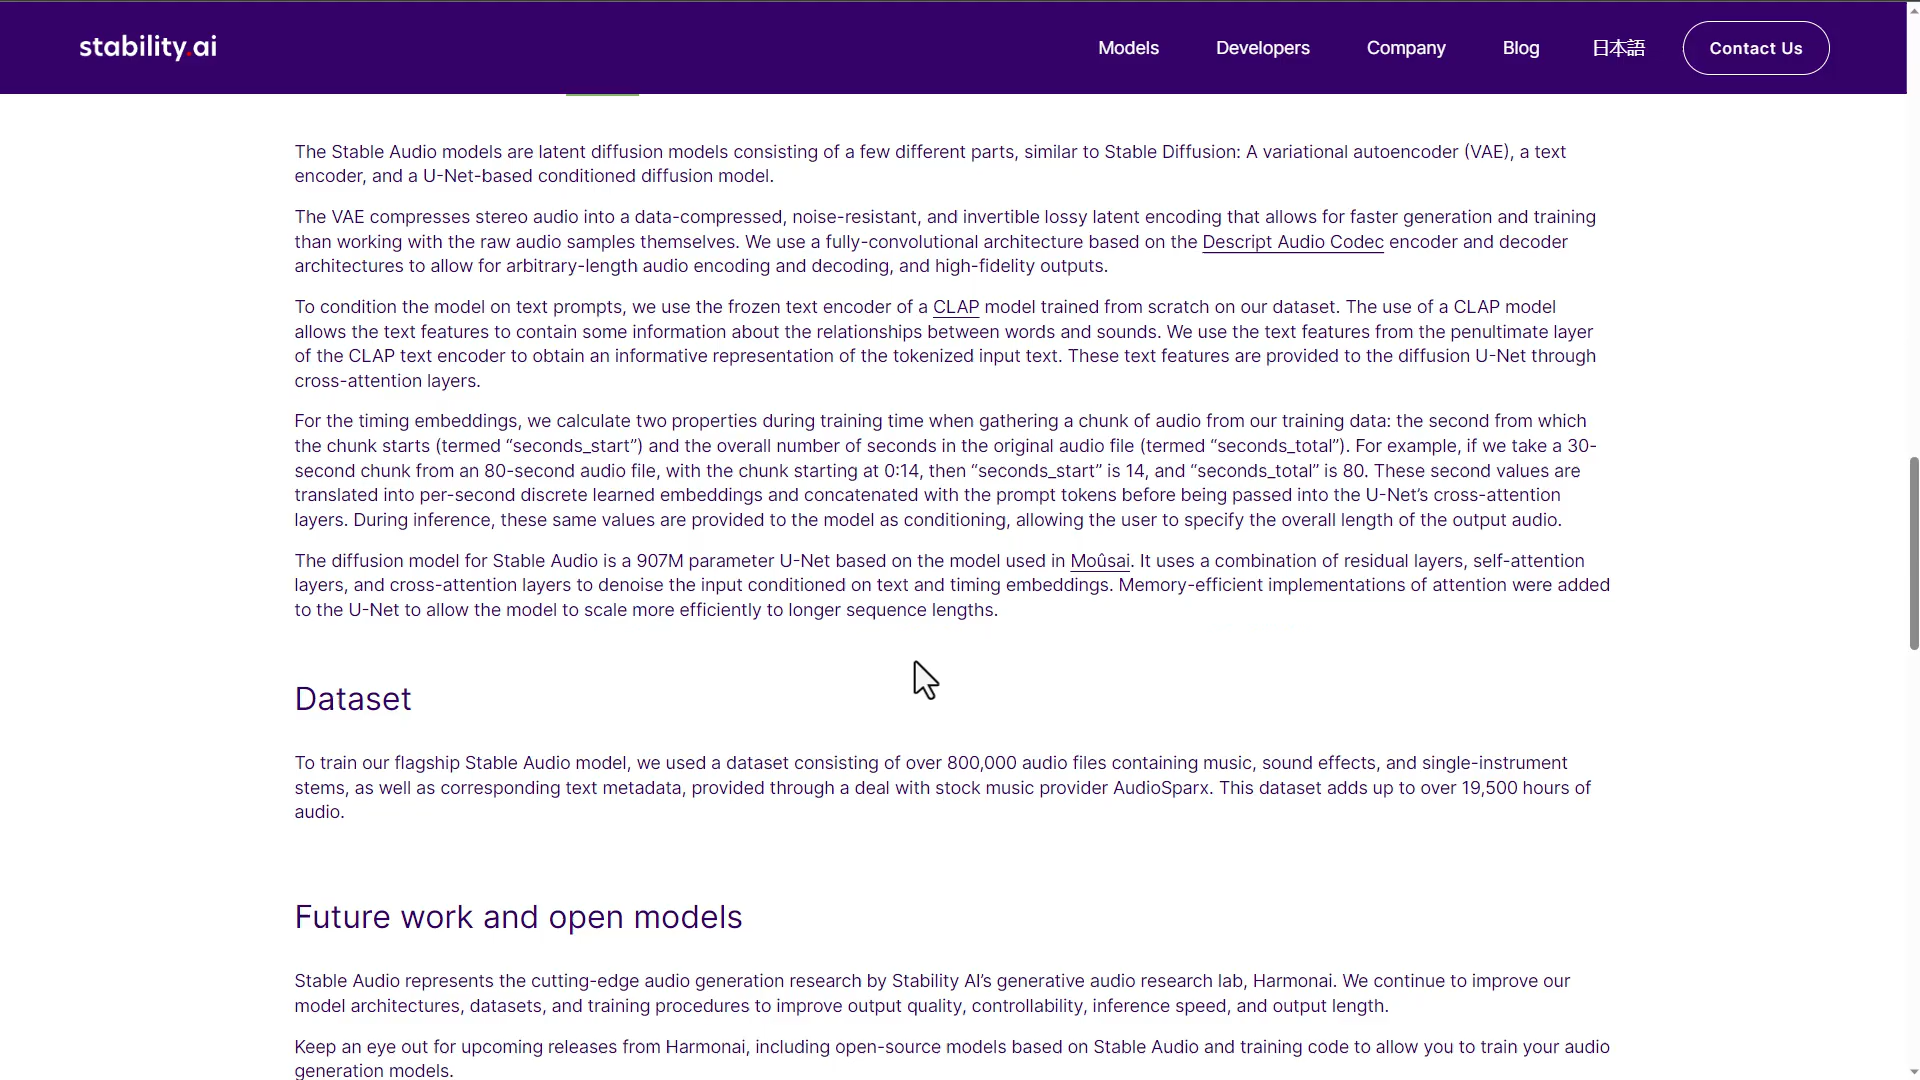 stability.ai
Models
Developers
Company
Blog
日本語
Contact Us
The Stable Audio models are latent diffusion models consisting of a few different parts, similar to Stable Diffusion: A variational autoencoder (VAE), a text
encoder, and a U-Net-based conditioned diffusion model.
The VAE compresses stereo audio into a data-compressed, noise-resistant, and invertible lossy latent encoding that allows for faster generation and training
than working with the raw audio samples themselves. We use a fully-convolutional architecture based on the Descript Audio Codec encoder and decoder
architectures to allow for arbitrary-length audio encoding and decoding, and high-fidelity outputs.
To condition the model on text prompts, we use the frozen text encoder of a CLAP model trained from scratch on our dataset. The use of a CLAP model
allows the text features to contain some information about the relationships between words and sounds. We use the text features from the penultimate layer
of the CLAP text encoder to obtain an informative representation of the tokenized input text. These text features are provided to the diffusion U-Net through
cross-attention layers.
For the timing embeddings, we calculate two properties during training time when gathering a chunk of audio from our training data: the second from which
the chunk starts (termed “seconds_start”) and the overall number of seconds in the original audio file (termed “seconds_total”). For example, if we take a 30-
second chunk from an 80-second audio file, with the chunk starting at 0:14, then “seconds_start” is 14, and “seconds_total” is 80. These second values are
translated into per-second discrete learned embeddings and concatenated with the prompt tokens before being passed into the U-Net’s cross-attention
layers. During inference, these same values are provided to the model as conditioning, allowing the user to specify the overall length of the output audio.
The diffusion model for Stable Audio is a 907M parameter U-Net based on the model used in Moûsai. It uses a combination of residual layers, self-attention
layers, and cross-attention layers to denoise the input conditioned on text and timing embeddings. Memory-efficient implementations of attention were added
to the U-Net to allow the model to scale more efficiently to longer sequence lengths.
Dataset
To train our flagship Stable Audio model, we used a dataset consisting of over 800,000 audio files containing music, sound effects, and single-instrument
stems, as well as corresponding text metadata, provided through a deal with stock music provider AudioSparx. This dataset adds up to over 19,500 hours of
audio.
Future work and open models
Stable Audio represents the cutting-edge audio generation research by Stability AI’s generative audio research lab, Harmonai. We continue to improve our
model architectures, datasets, and training procedures to improve output quality, controllability, inference speed, and output length.
Keep an eye out for upcoming releases from Harmonai, including open-source models based on Stable Audio and training code to allow you to train your audio
generation models.